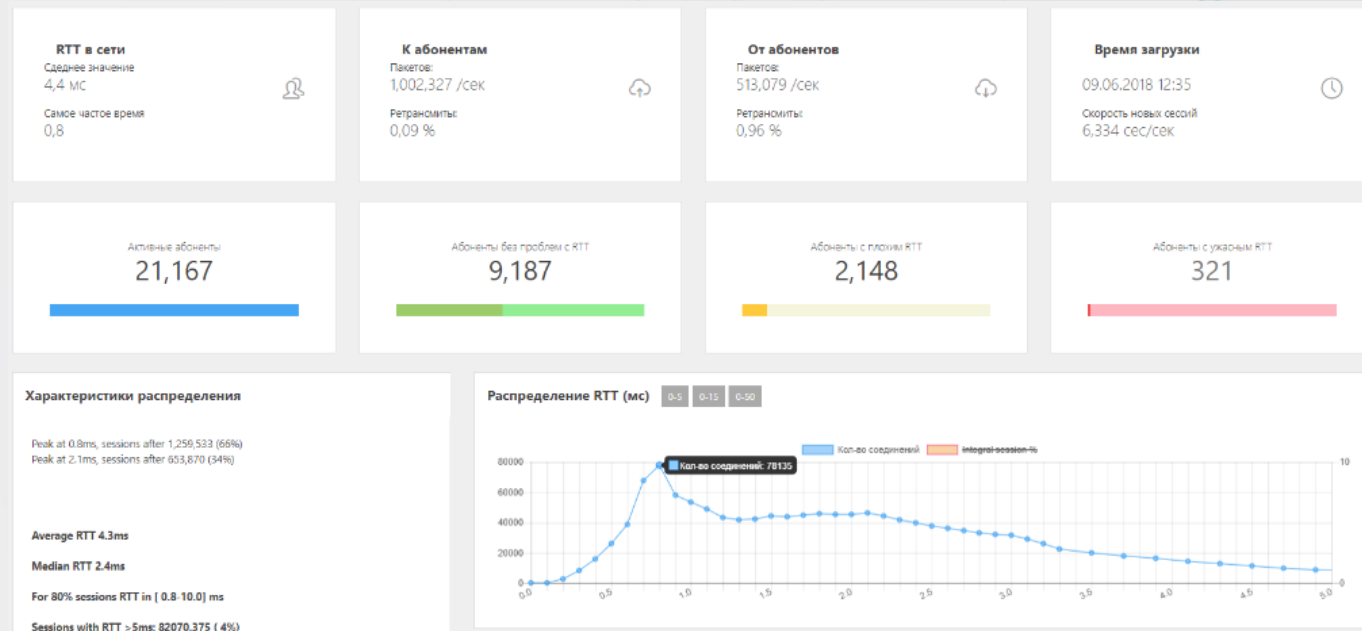 RTT в сети
Сдеднее значение
4,4 мс
Самое частое время
0,8
К абонентам
Пакетов:
1,002,327 /сек
Ретрансмиты:
0,09 %
От абонентов
Пакетов:
513,079 /сек
Ретрансмиты:
0,96 %
Время загрузки
09.06.2018 12:35
Скорость новых сессий
6,334 сес/сек
Активные абоненты
21,167
Абоненты без проблем с RTT
9,187
Абоненты с плохим RTT
2,148
Абоненты с ужасным RTT
321
Характеристики распределения
Peak at 0.8ms, sessions after 1,259,533 (66%)
Peak at 2.1ms, sessions after 653,870 (34%)
Average RTT 4.3ms
Median RTT 2.4ms
For 80% sessions RTT in [ 0.8-10.0] ms
Sessions with RTT >5ms: 82070.375 ( 4%)
Распределение RTT (мс) 0-5 0-15 0-50
Кол-во соединений Integral session %
Кол-во соединений: 78135
80000
60000
40000
20000
0
10
0
0.0 0.5 1.0 1.5 2.0 2.5 3.0 3.5 4.0 4.5 5.0